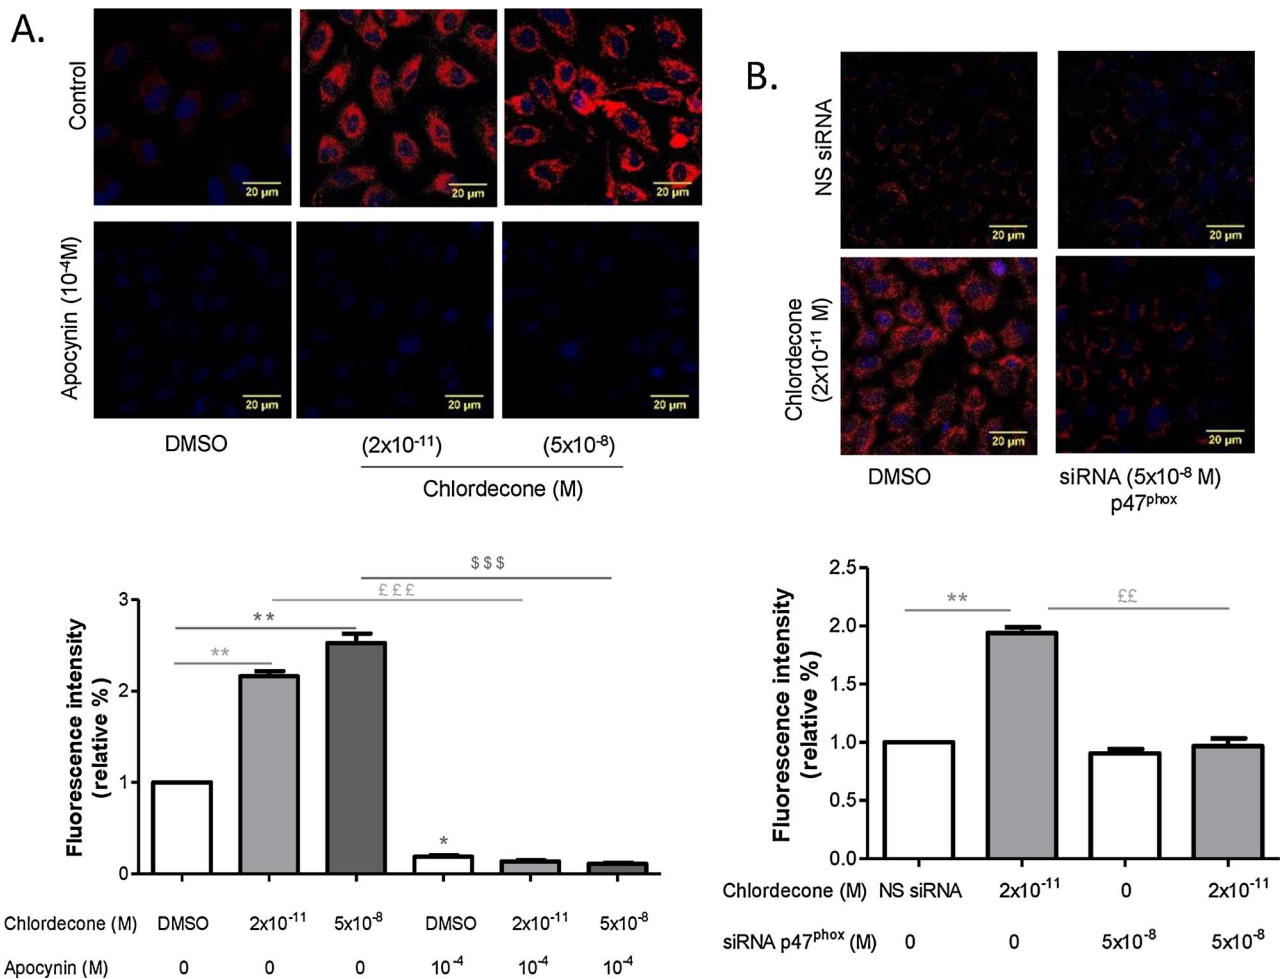 A.
Control
20 µm
20 µm
20 µm
Apocynin (10⁻⁴M)
20 µm
20 µm
20 µm
DMSO (2x10⁻¹¹) (5x10⁻⁸)
Chlordecone (M)
$$$
£££
**
**
*
Fluorescence intensity
(relative %)
3
2
1
0
Chlordecone (M) DMSO 2x10⁻¹¹ 5x10⁻⁸ DMSO 2x10⁻¹¹ 5x10⁻⁸
Apocynin (M) 0 0 0 10⁻⁴ 10⁻⁴ 10⁻⁴
B.
NS siRNA
20 µm
20 µm
Chlordecone
(2x10⁻¹¹ M)
20 µm
20 µm
DMSO siRNA (5x10⁻⁸ M)
p47ᵖʰᵒˣ
** ££
Fluorescence intensity
(relative %)
2.5
2.0
1.5
1.0
0.5
0.0
Chlordecone (M) NS siRNA 2x10⁻¹¹ 0 2x10⁻¹¹
siRNA p47ᵖʰᵒˣ (M) 0 0 5x10⁻⁸ 5x10⁻⁸